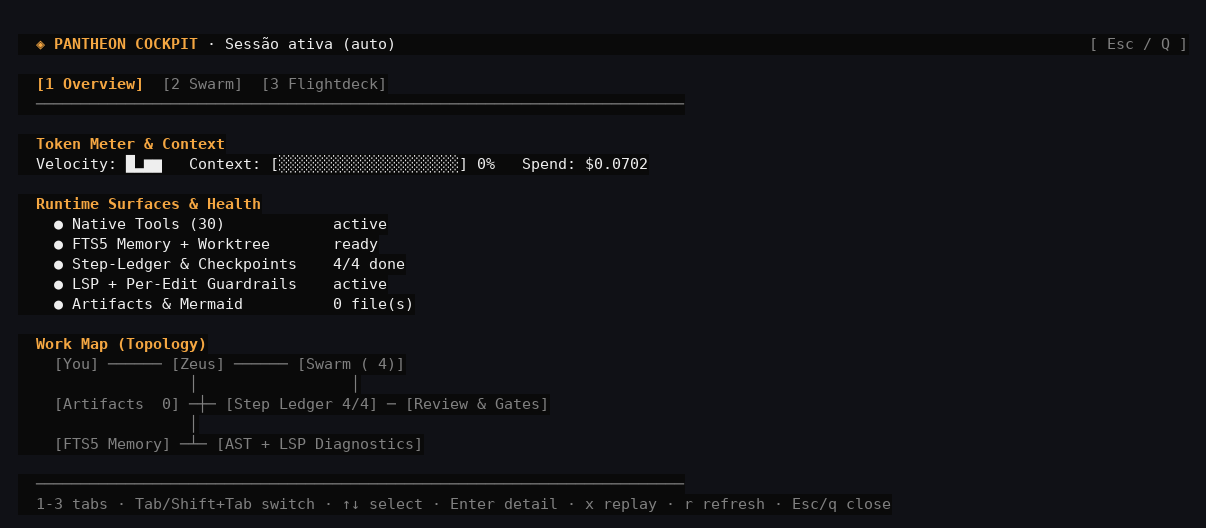 ◈ PANTHEON COCKPIT · Sessão ativa (auto) [ Esc / Q ]
[1 Overview] [2 Swarm] [3 Flightdeck]
Token Meter & Context
Velocity: █▄▆▆ Context: [░░░░░░░░░░░░░░░░░░░░] 0% Spend: $0.0702
Runtime Surfaces & Health
● Native Tools (30) active
● FTS5 Memory + Worktree ready
● Step-Ledger & Checkpoints 4/4 done
● LSP + Per-Edit Guardrails active
● Artifacts & Mermaid 0 file(s)
Work Map (Topology)
[You] ────── [Zeus] ────── [Swarm ( 4)]
[Artifacts 0] ─┼─ [Step Ledger 4/4] ─ [Review & Gates]
[FTS5 Memory] ─┴─ [AST + LSP Diagnostics]
1-3 tabs · Tab/Shift+Tab switch · ↑↓ select · Enter detail · x replay · r refresh · Esc/q close